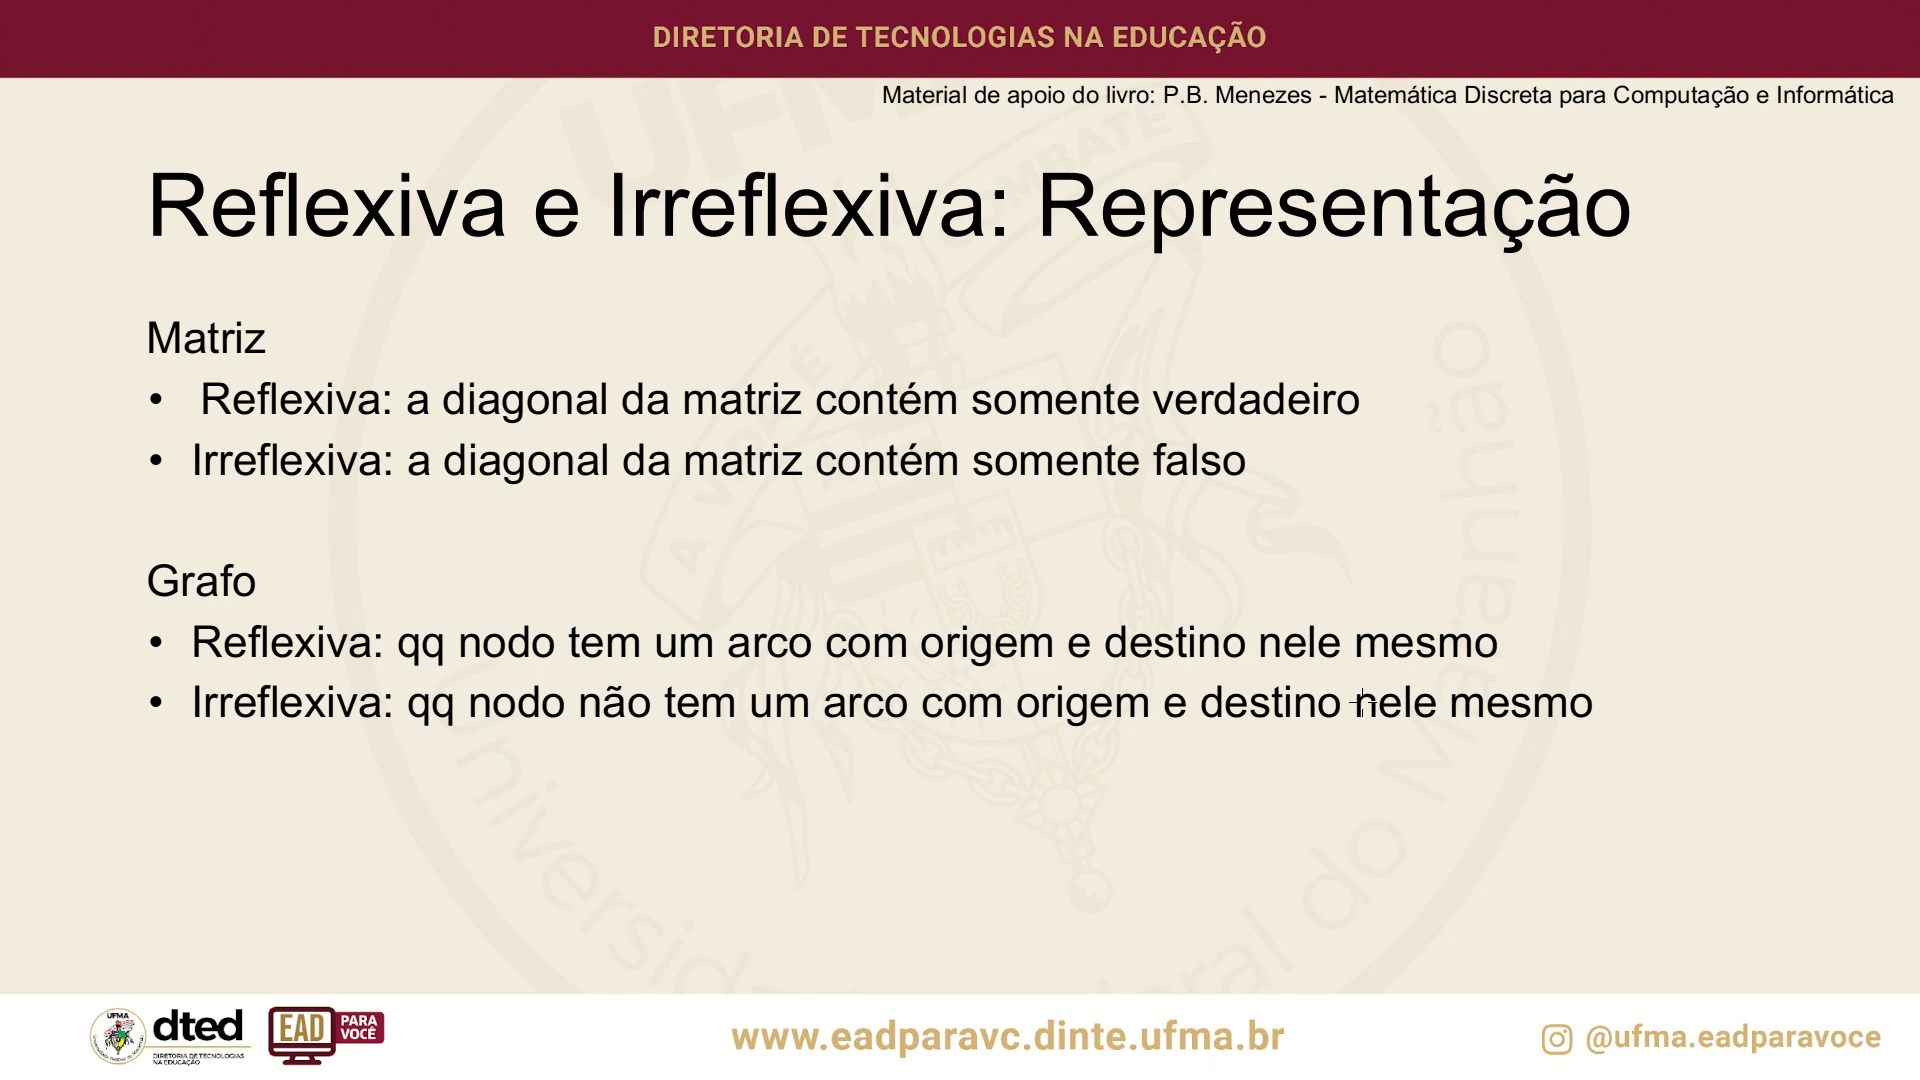 DIRETORIA DE TECNOLOGIAS NA EDUCAÇÃO
Material de apoio do livro: P.B. Menezes - Matemática Discreta para Computação e Informática
Reflexiva e Irreflexiva: Representação
Matriz
• Reflexiva: a diagonal da matriz contém somente verdadeiro
• Irreflexiva: a diagonal da matriz contém somente falso
Grafo
• Reflexiva: qq nodo tem um arco com origem e destino nele mesmo
• Irreflexiva: qq nodo não tem um arco com origem e destino nele mesmo
UFMA
dted
DIRETORIA DE TECNOLOGIAS
NA EDUCAÇÃO
EAD
PARA
VOCÊ
www.eadparavc.dinte.ufma.br
@ufma.eadparavoce